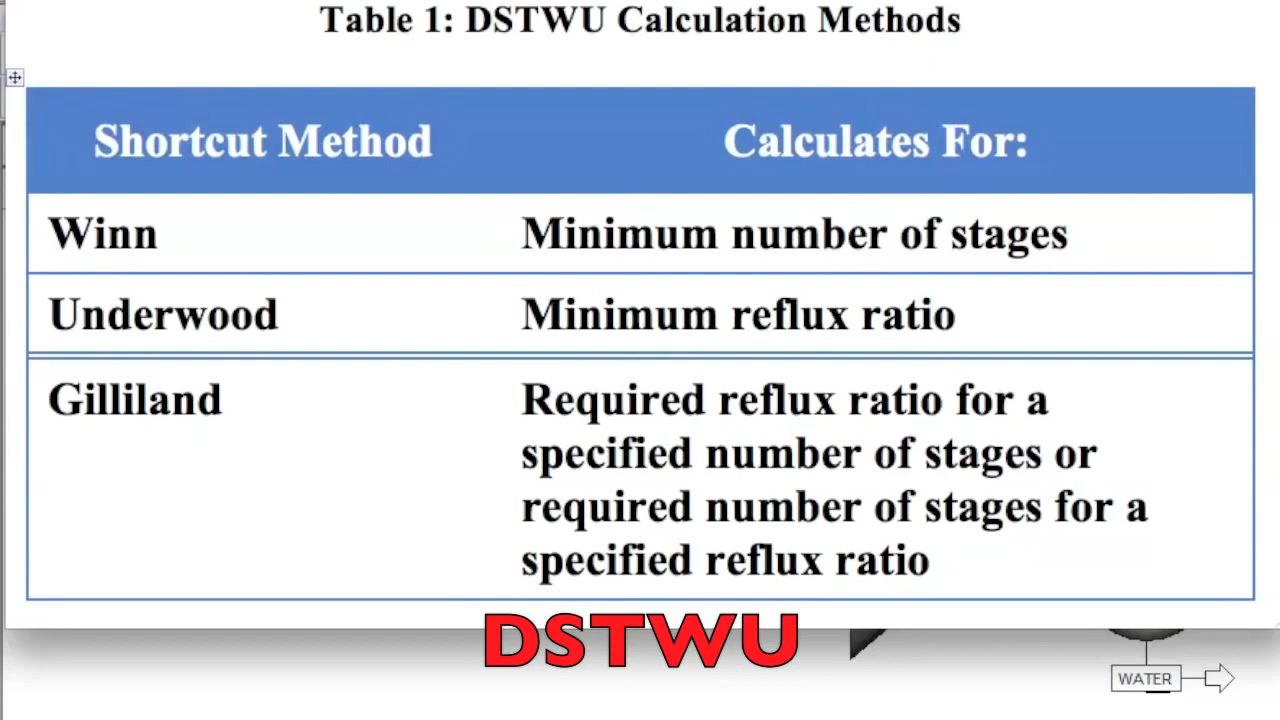 Table 1: DSTWU Calculation Methods
Shortcut Method Calculates For:
Winn Minimum number of stages
Underwood Minimum reflux ratio
Gilliland Required reflux ratio for a
specified number of stages or
required number of stages for a
specified reflux ratio
DSTWU
WATER